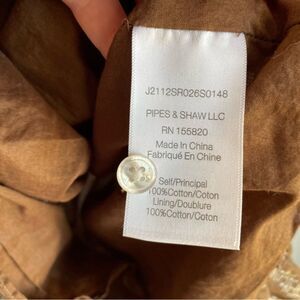 J2112SR026S0148
PIPES & SHAW LLC
RN 155820
Made In China
Fabriqué En Chine
Self/Principal
100%Cotton/Coton
Lining/Doublure
100%Cotton/Coton